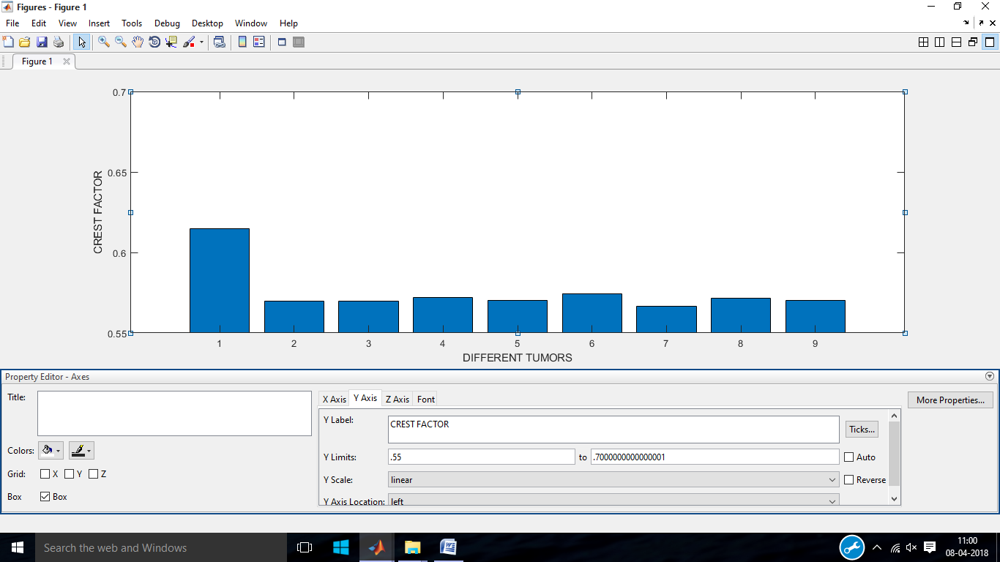 Figures - Figure 1
File Edit View Insert Tools Debug Desktop Window Help
Figure 1
0.7
0.65
0.6
0.55
CREST FACTOR
1 2 3 4 5 6 7 8 9
DIFFERENT TUMORS
Property Editor - Axes
Title:
Colors:
Grid: X Y Z
Box Box
X Axis Y Axis Z Axis Font
Y Label: CREST FACTOR
Ticks...
Y Limits: .55 to .7000000000000001 Auto
Y Scale: linear Reverse
Y Axis Location: left
More Properties...
Search the web and Windows
11:00
08-04-2018